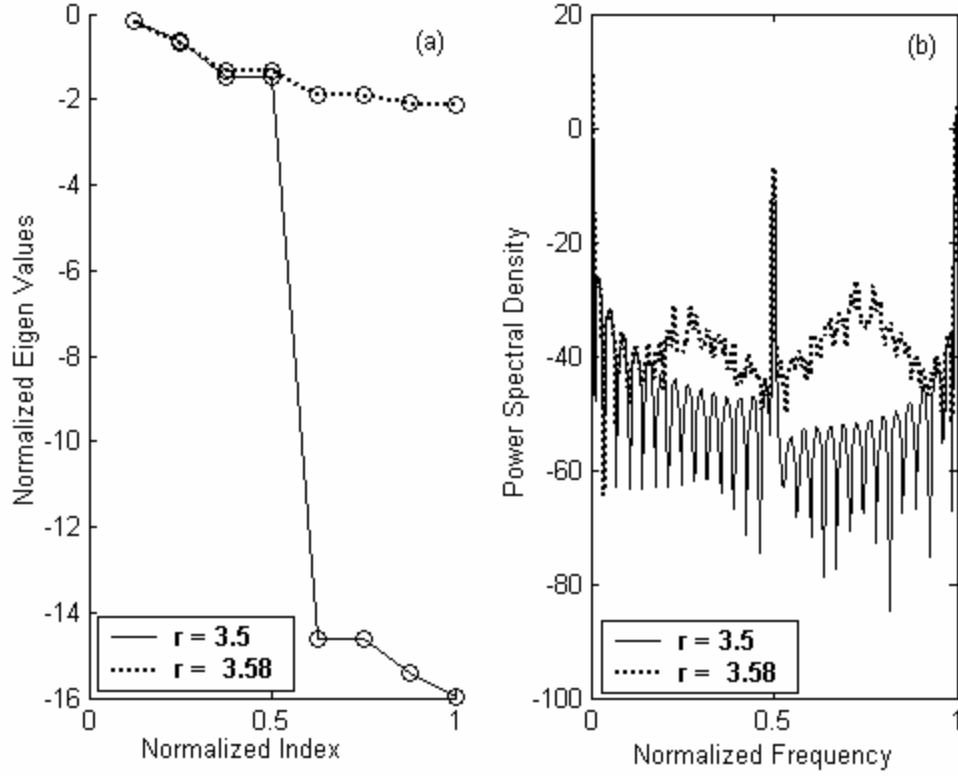 (a)
0
-2
-4
-6
-8
-10
-12
-14
-16
Normalized Eigen Values
r = 3.5
r = 3.58
0
0.5
1
Normalized Index
(b)
20
0
-20
-40
-60
-80
-100
Power Spectral Density
r = 3.5
r = 3.58
0
0.5
1
Normalized Frequency